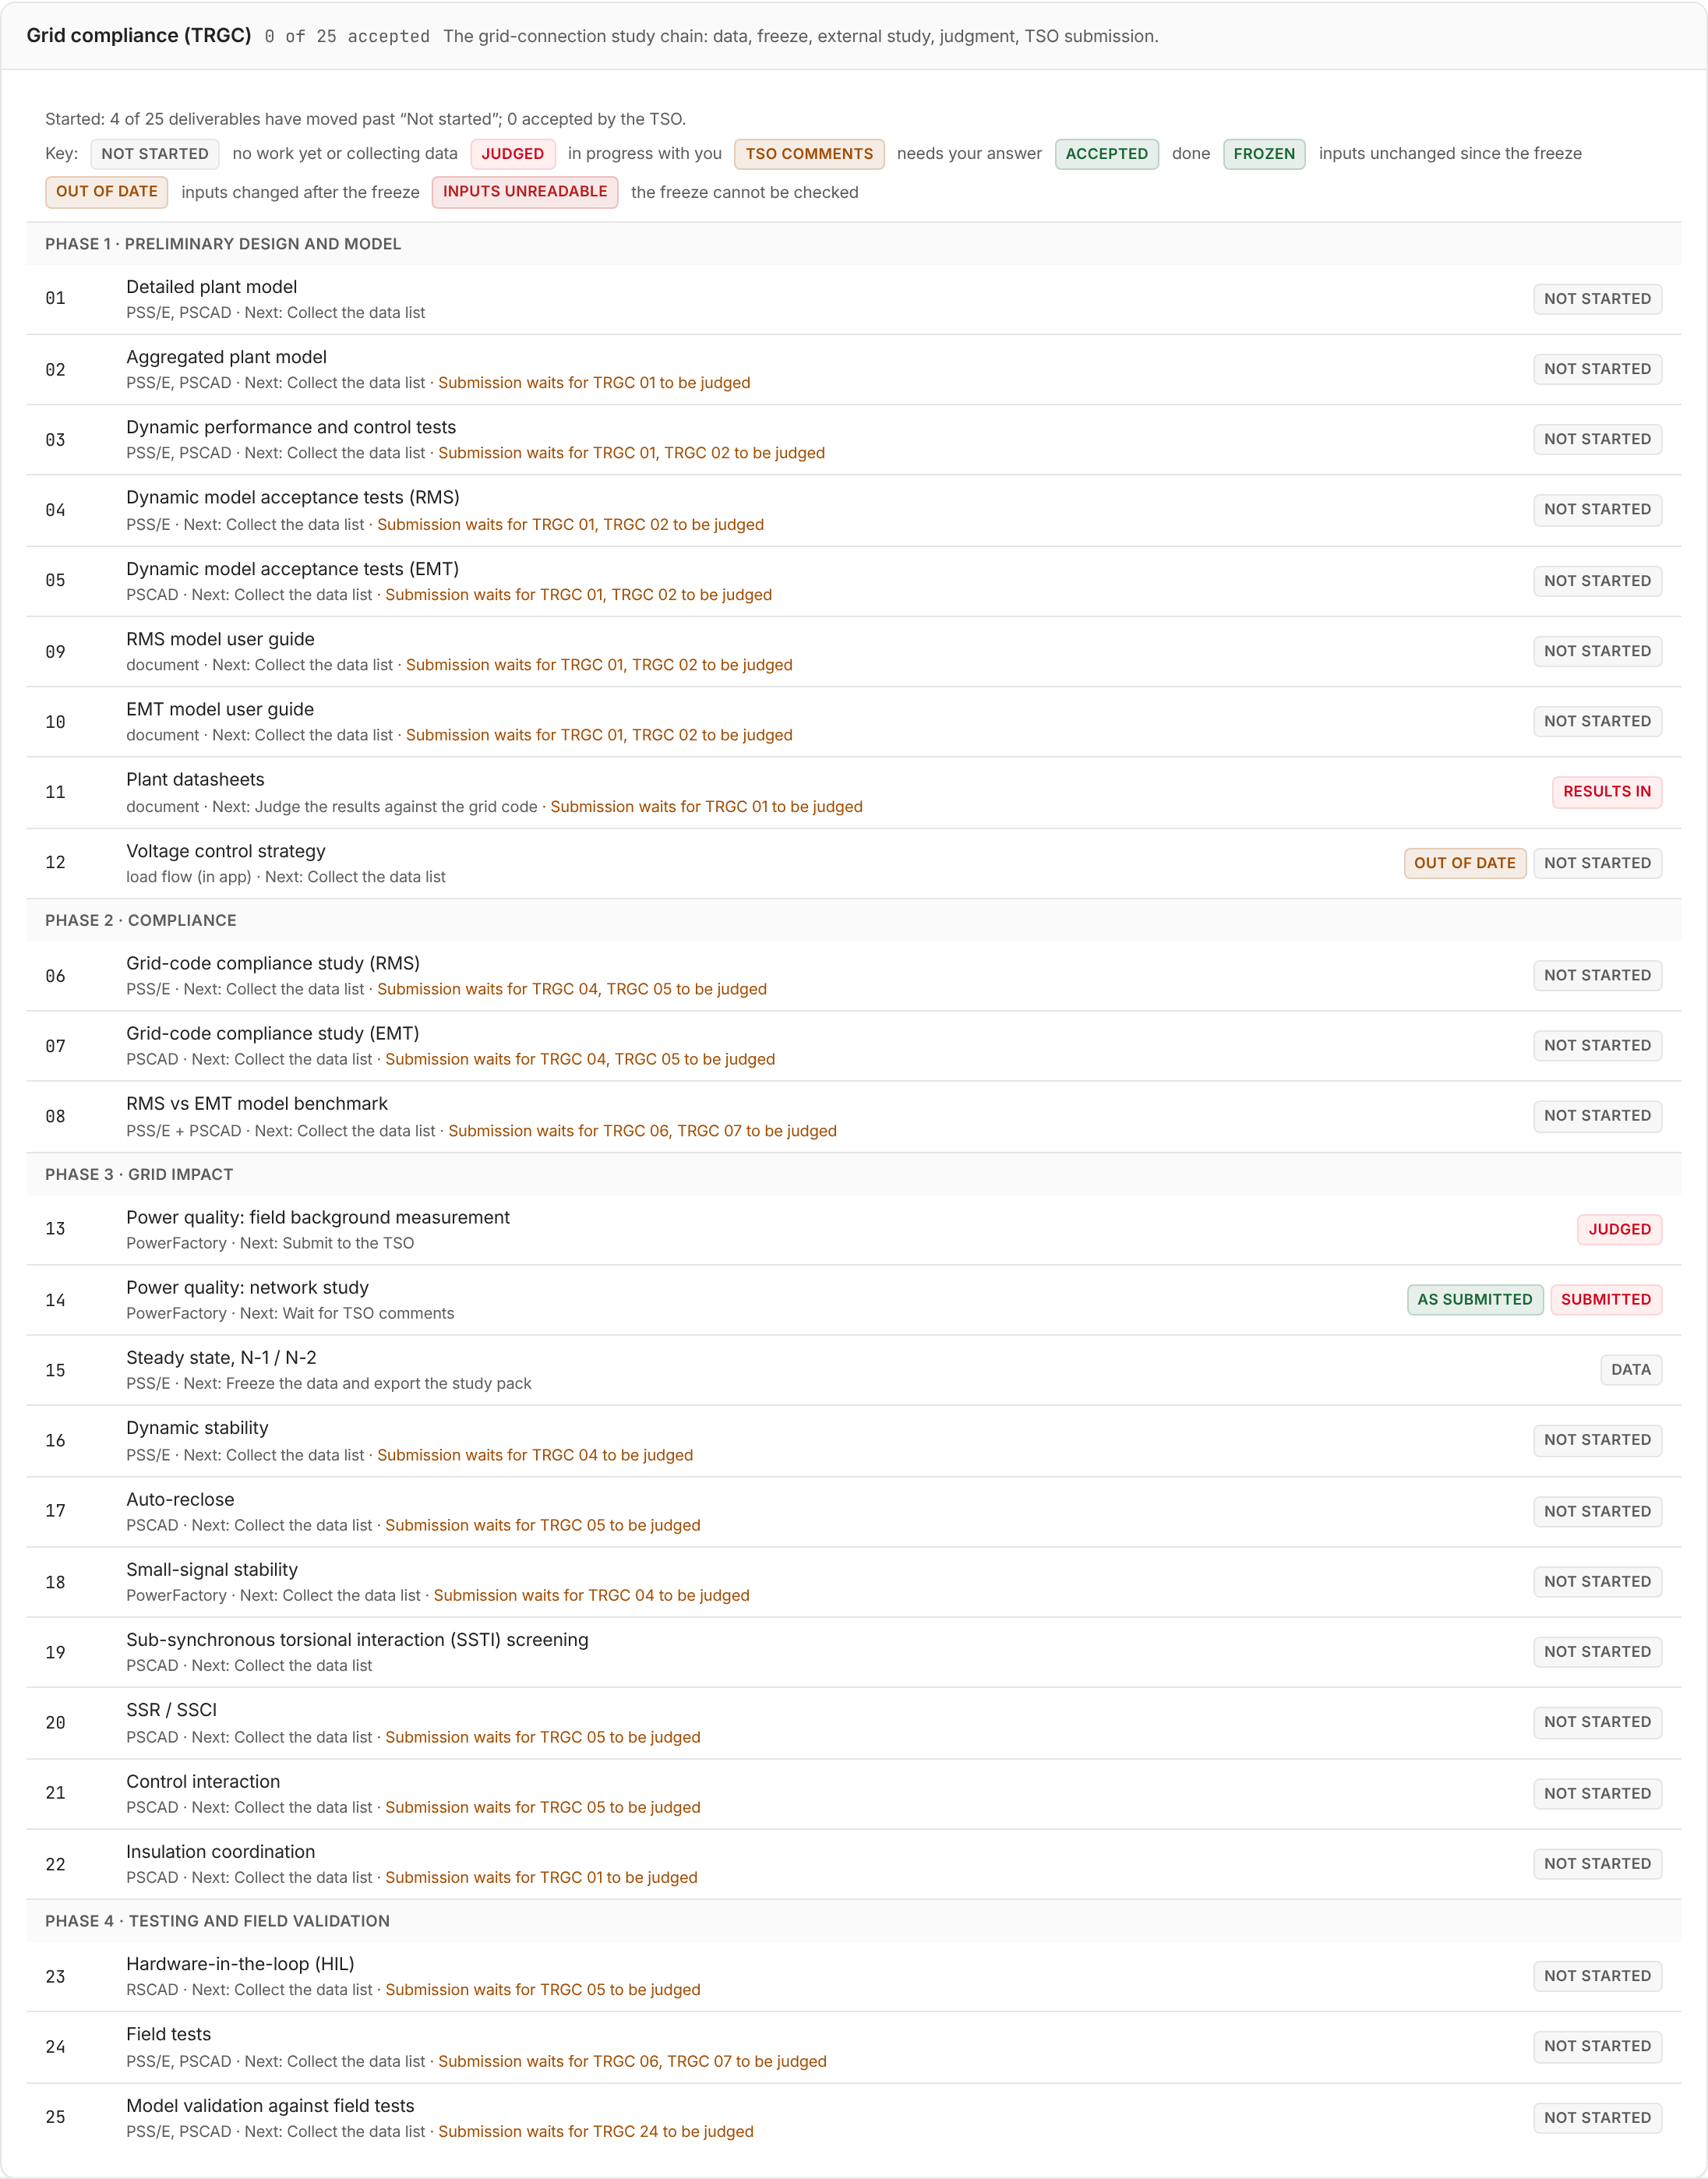 Grid compliance (TRGC) 0 of 25 accepted The grid-connection study chain: data, freeze, external study, judgment, TSO submission.
Started: 4 of 25 deliverables have moved past “Not started”; 0 accepted by the TSO.
Key: NOT STARTED no work yet or collecting data JUDGED in progress with you TSO COMMENTS needs your answer ACCEPTED done FROZEN inputs unchanged since the freeze
OUT OF DATE inputs changed after the freeze INPUTS UNREADABLE the freeze cannot be checked
PHASE 1 · PRELIMINARY DESIGN AND MODEL
01 Detailed plant model NOT STARTED
PSS/E, PSCAD · Next: Collect the data list
02 Aggregated plant model NOT STARTED
PSS/E, PSCAD · Next: Collect the data list · Submission waits for TRGC 01 to be judged
03 Dynamic performance and control tests NOT STARTED
PSS/E, PSCAD · Next: Collect the data list · Submission waits for TRGC 01, TRGC 02 to be judged
04 Dynamic model acceptance tests (RMS) NOT STARTED
PSS/E · Next: Collect the data list · Submission waits for TRGC 01, TRGC 02 to be judged
05 Dynamic model acceptance tests (EMT) NOT STARTED
PSCAD · Next: Collect the data list · Submission waits for TRGC 01, TRGC 02 to be judged
09 RMS model user guide NOT STARTED
document · Next: Collect the data list · Submission waits for TRGC 01, TRGC 02 to be judged
10 EMT model user guide NOT STARTED
document · Next: Collect the data list · Submission waits for TRGC 01, TRGC 02 to be judged
11 Plant datasheets RESULTS IN
document · Next: Judge the results against the grid code · Submission waits for TRGC 01 to be judged
12 Voltage control strategy OUT OF DATE NOT STARTED
load flow (in app) · Next: Collect the data list
PHASE 2 · COMPLIANCE
06 Grid-code compliance study (RMS) NOT STARTED
PSS/E · Next: Collect the data list · Submission waits for TRGC 04, TRGC 05 to be judged
07 Grid-code compliance study (EMT) NOT STARTED
PSCAD · Next: Collect the data list · Submission waits for TRGC 04, TRGC 05 to be judged
08 RMS vs EMT model benchmark NOT STARTED
PSS/E + PSCAD · Next: Collect the data list · Submission waits for TRGC 06, TRGC 07 to be judged
PHASE 3 · GRID IMPACT
13 Power quality: field background measurement JUDGED
PowerFactory · Next: Submit to the TSO
14 Power quality: network study AS SUBMITTED SUBMITTED
PowerFactory · Next: Wait for TSO comments
15 Steady state, N-1 / N-2 DATA
PSS/E · Next: Freeze the data and export the study pack
16 Dynamic stability NOT STARTED
PSS/E · Next: Collect the data list · Submission waits for TRGC 04 to be judged
17 Auto-reclose NOT STARTED
PSCAD · Next: Collect the data list · Submission waits for TRGC 05 to be judged
18 Small-signal stability NOT STARTED
PowerFactory · Next: Collect the data list · Submission waits for TRGC 04 to be judged
19 Sub-synchronous torsional interaction (SSTI) screening NOT STARTED
PSCAD · Next: Collect the data list
20 SSR / SSCI NOT STARTED
PSCAD · Next: Collect the data list · Submission waits for TRGC 05 to be judged
21 Control interaction NOT STARTED
PSCAD · Next: Collect the data list · Submission waits for TRGC 05 to be judged
22 Insulation coordination NOT STARTED
PSCAD · Next: Collect the data list · Submission waits for TRGC 01 to be judged
PHASE 4 · TESTING AND FIELD VALIDATION
23 Hardware-in-the-loop (HIL) NOT STARTED
RSCAD · Next: Collect the data list · Submission waits for TRGC 05 to be judged
24 Field tests NOT STARTED
PSS/E, PSCAD · Next: Collect the data list · Submission waits for TRGC 06, TRGC 07 to be judged
25 Model validation against field tests NOT STARTED
PSS/E, PSCAD · Next: Collect the data list · Submission waits for TRGC 24 to be judged